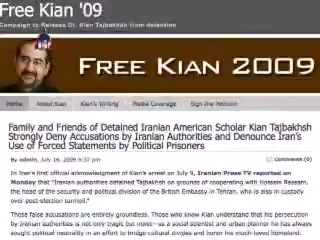 Free Kian '09
Campaign to Release Dr. Kian Tajbakhsh from detention
FREE KIAN 2009
Home About Kian Kian's Writing Media Coverage Sign the Petition
Family and Friends of Detained Iranian American Scholar Kian Tajbakhsh
Strongly Deny Accusations by Iranian Authorities and Denounce Iran's
Use of Forced Statements by Political Prisoners
By admin, July 16, 2009 9:37 pm Comments (0)
In Iran's first official acknowledgment of Kian's arrest on July 9, Iranian Press TV reported on
Monday that "Iranian authorities detained Tajbakhsh on grounds of cooperating with Hossein Rassam,
the head of the security and political division of the British Embassy in Tehran, who is also in custody
over post-election turmoil."
These false accusations are entirely groundless. Those who know Kian understand that his persecution
by Iranian authorities is not only tragic but ironic—as a social scientist and urban planner he has always
sought political neutrality in an effort to bridge cultural divides and honor his much-loved homeland.